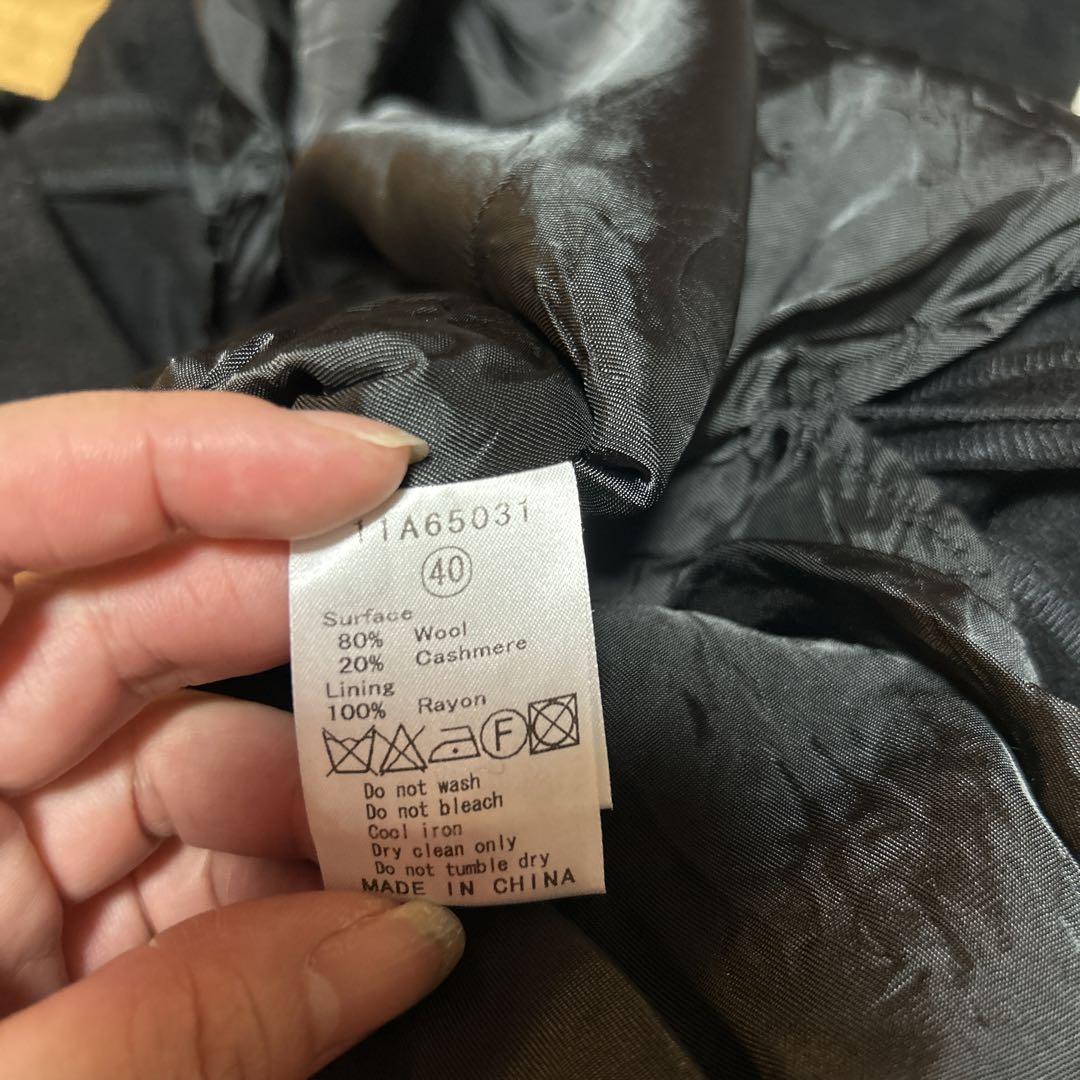 11A65031
40
Surface
80% Wool
20% Cashmere
Lining
100% Rayon
F
Do not wash
Do not bleach
Cool iron
Dry clean only
Do not tumble dry
MADE IN CHINA